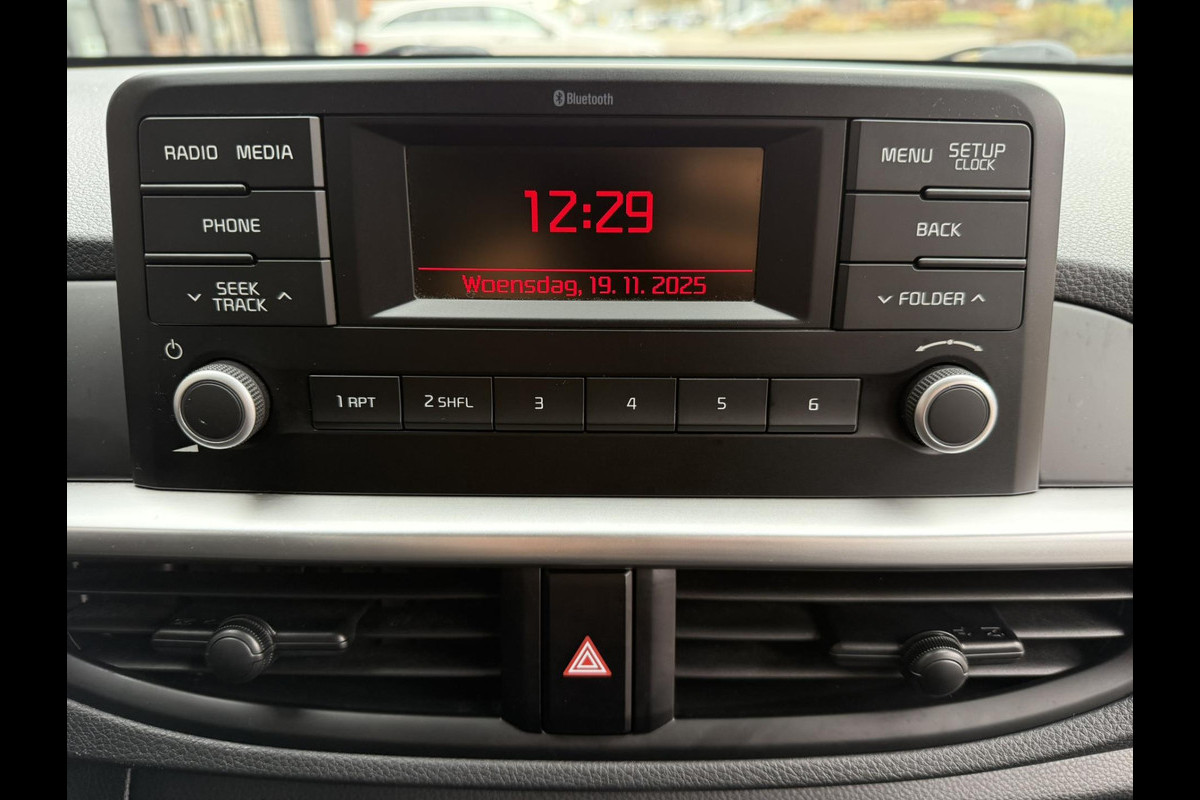 Bluetooth
RADIO MEDIA
PHONE
SEEK
TRACK
12:29
Woensdag, 19. 11. 2025
MENU SETUP
CLOCK
BACK
FOLDER
1 RPT 2 SHFL 3 4 5 6